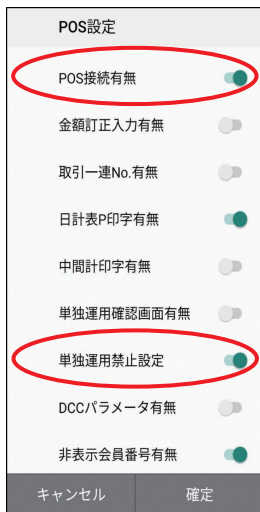 POS設定
POS接続有無
金額訂正入力有無
取引一連No.有無
日計表P印字有無
中間計印字有無
単独運用確認画面有無
単独運用禁止設定
DCCパラメータ有無
非表示会員番号有無
キャンセル 確定